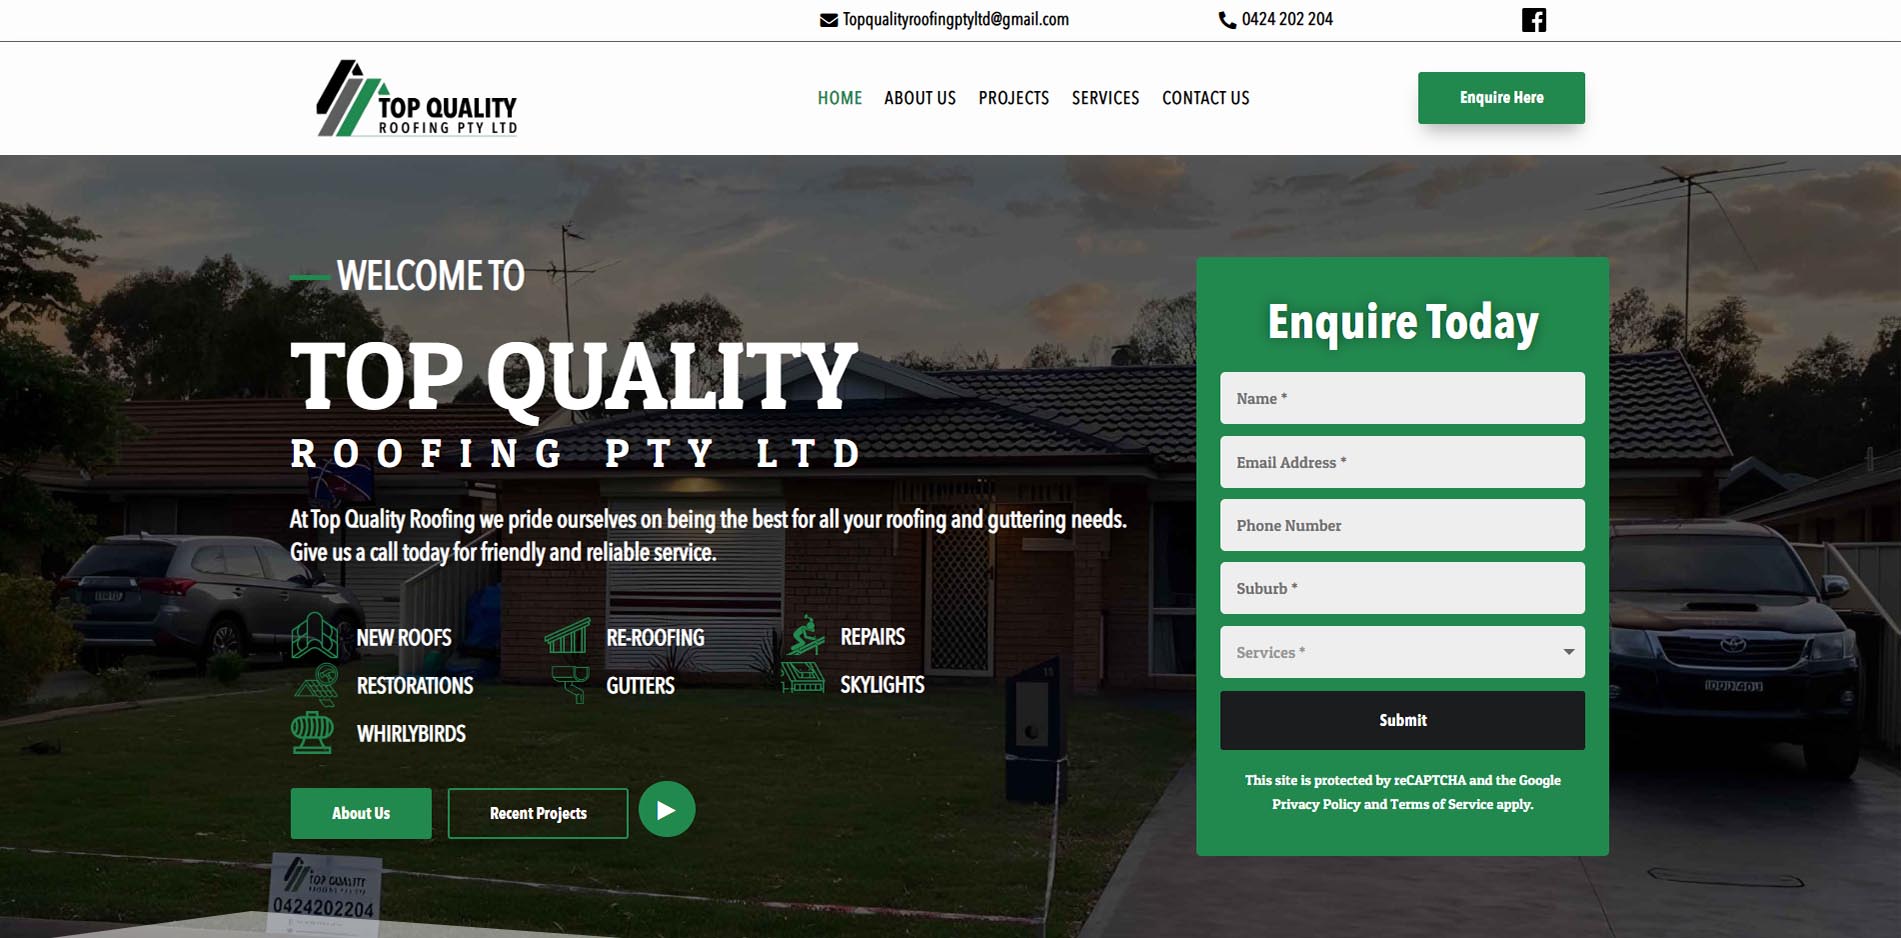 Topqualityroofingptyltd@gmail.com
0424 202 204
TOP QUALITY
ROOFING PTY LTD
HOME
ABOUT US
PROJECTS
SERVICES
CONTACT US
Enquire Here
WELCOME TO
TOP QUALITY
ROOFING PTY LTD
At Top Quality Roofing we pride ourselves on being the best for all your roofing and guttering needs.
Give us a call today for friendly and reliable service.
NEW ROOFS
RE-ROOFING
REPAIRS
RESTORATIONS
GUTTERS
SKYLIGHTS
WHIRLYBIRDS
About Us
Recent Projects
Enquire Today
Name *
Email Address *
Phone Number
Suburb *
Services *
Submit
This site is protected by reCAPTCHA and the Google
Privacy Policy and Terms of Service apply.
TOP QUALITY
ROOFING PTY LTD
0424202204